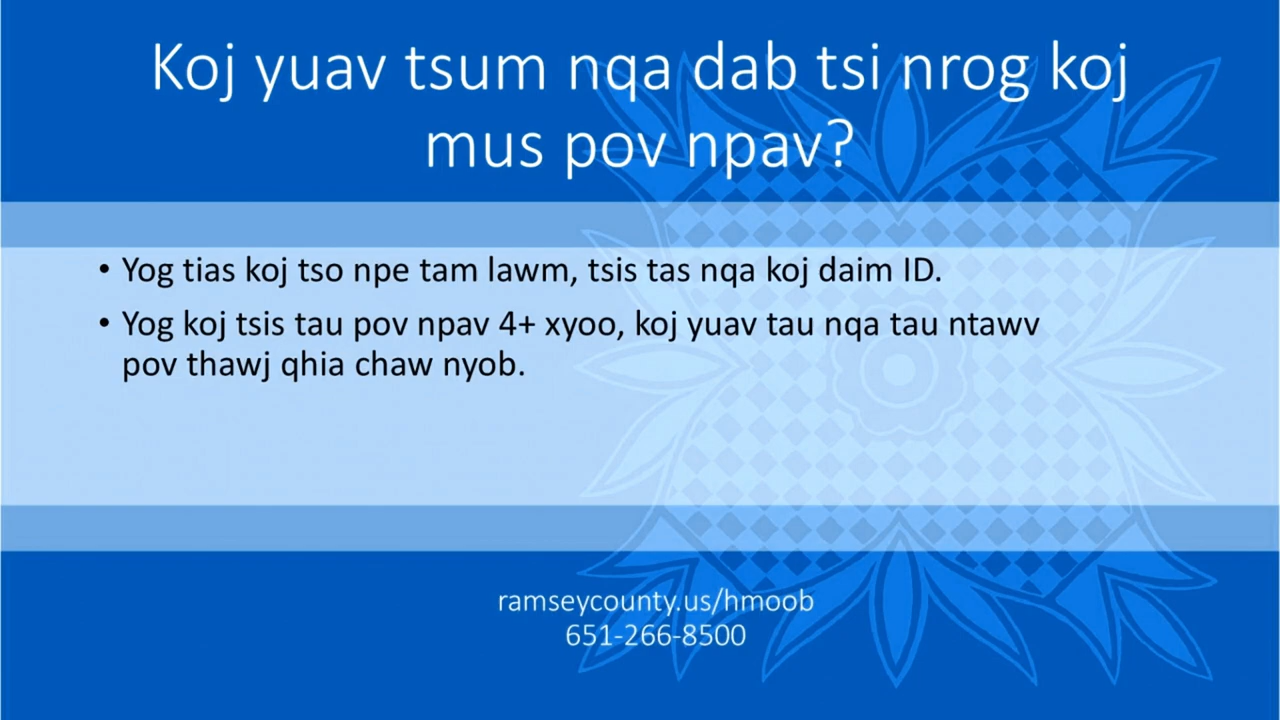 Koj yuav tsum nqa dab tsi nrog koj
mus pov npav?
• Yog tias koj tso npe tam lawm, tsis tas nqa koj daim ID.
• Yog koj tsis tau pov npav 4+ xyoo, koj yuav tau nqa tau ntawv
pov thawj qhia chaw nyob.
ramseycounty.us/hmoob
651-266-8500